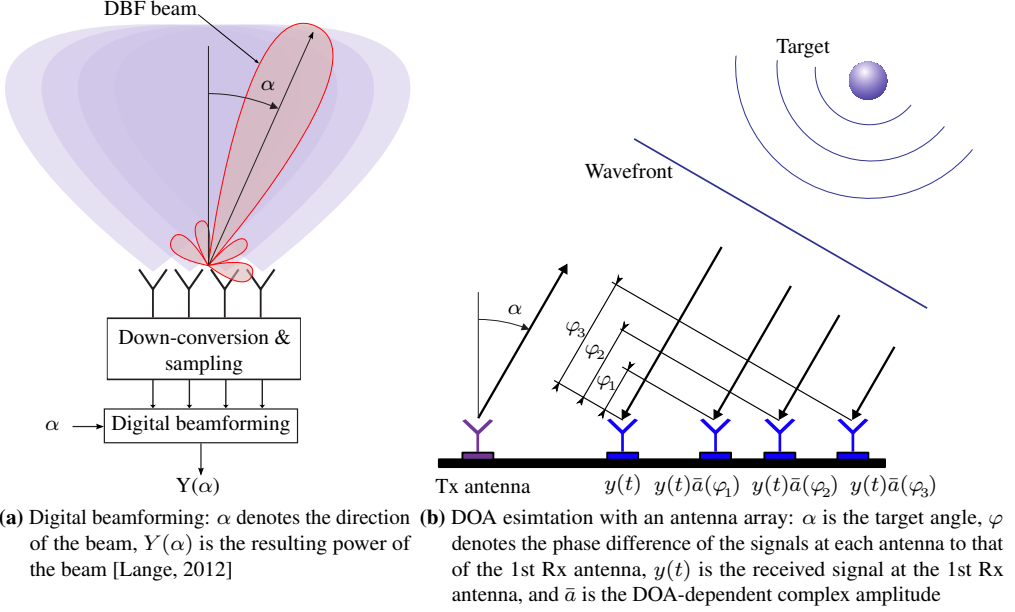 DBF beam
α
Down-conversion &
sampling
α
Digital beamforming
Y(α)
Target
Wavefront
α
φ₃
φ₂
φ₁
Tx antenna
y(t)
y(t)ā(φ₁)
y(t)ā(φ₂)
y(t)ā(φ₃)
(a) Digital beamforming: α denotes the direction
of the beam, Y(α) is the resulting power of
the beam [Lange, 2012]
(b) DOA esimtation with an antenna array: α is the target angle, φ
denotes the phase difference of the signals at each antenna to that
of the 1st Rx antenna, y(t) is the received signal at the 1st Rx
antenna, and ā is the DOA-dependent complex amplitude